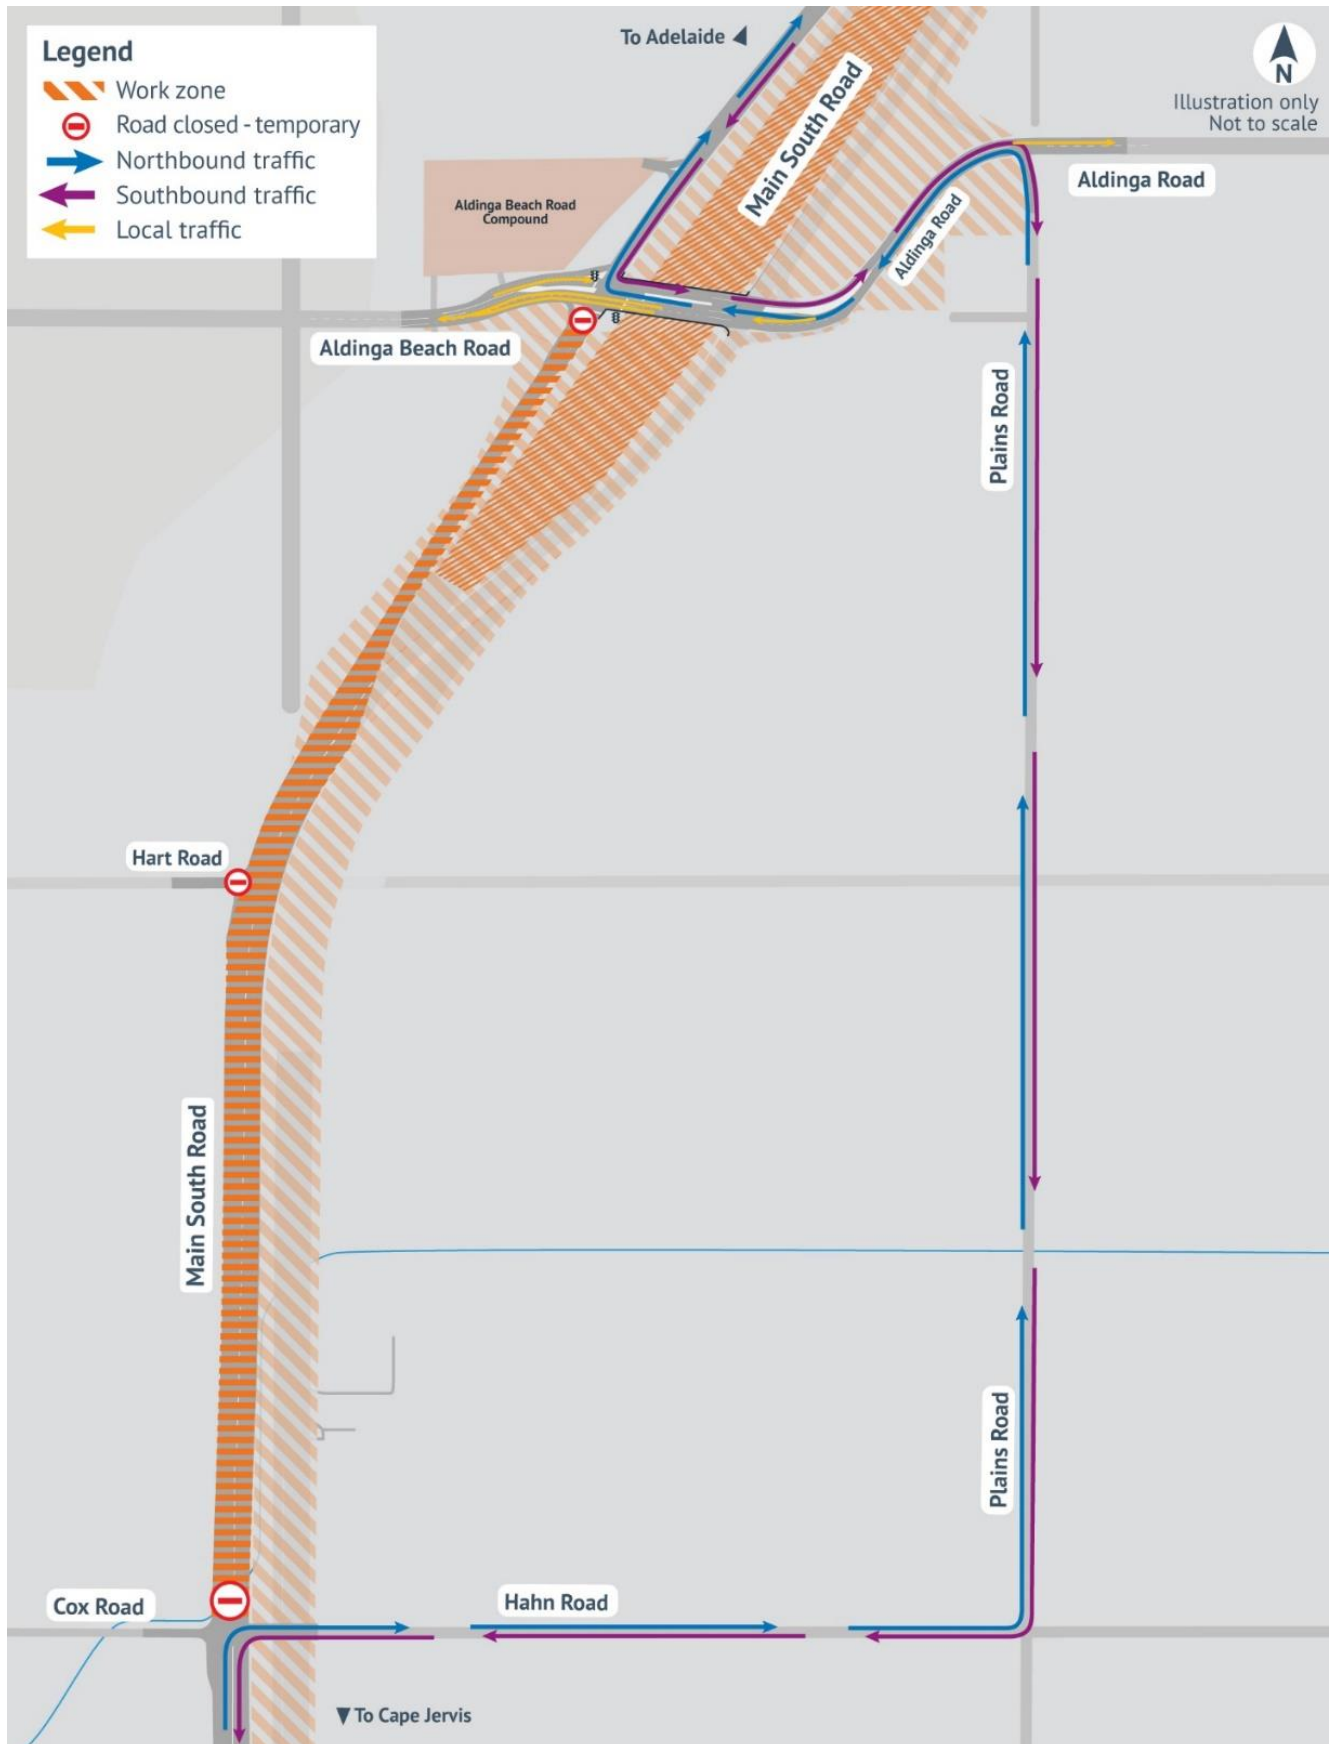 To Adelaide
Legend
Work zone
Road closed - temporary
Northbound traffic
Southbound traffic
Local traffic
N
Illustration only
Not to scale
Main South Road
Aldinga Road
Aldinga Road
Aldinga Beach Road
Compound
Aldinga Beach Road
Plains Road
Hart Road
Main South Road
Plains Road
Cox Road
Hahn Road
To Cape Jervis